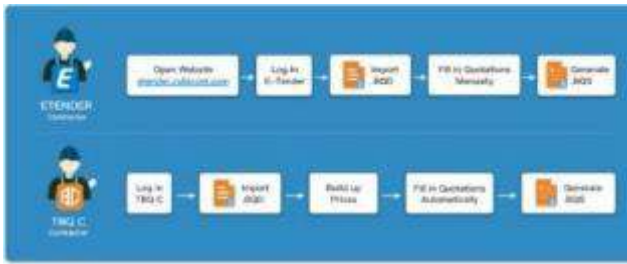 Open Website
Log In
E-Tender
Import
.BQD
Fill in Quotations
Manually
Generate
.BQS
ETENDER
Contractor
Log In
TBQ C
Import
.BQD
Build up
Prices
Fill in Quotations
Automatically
Generate
.BQS
TBQ C
Contractor